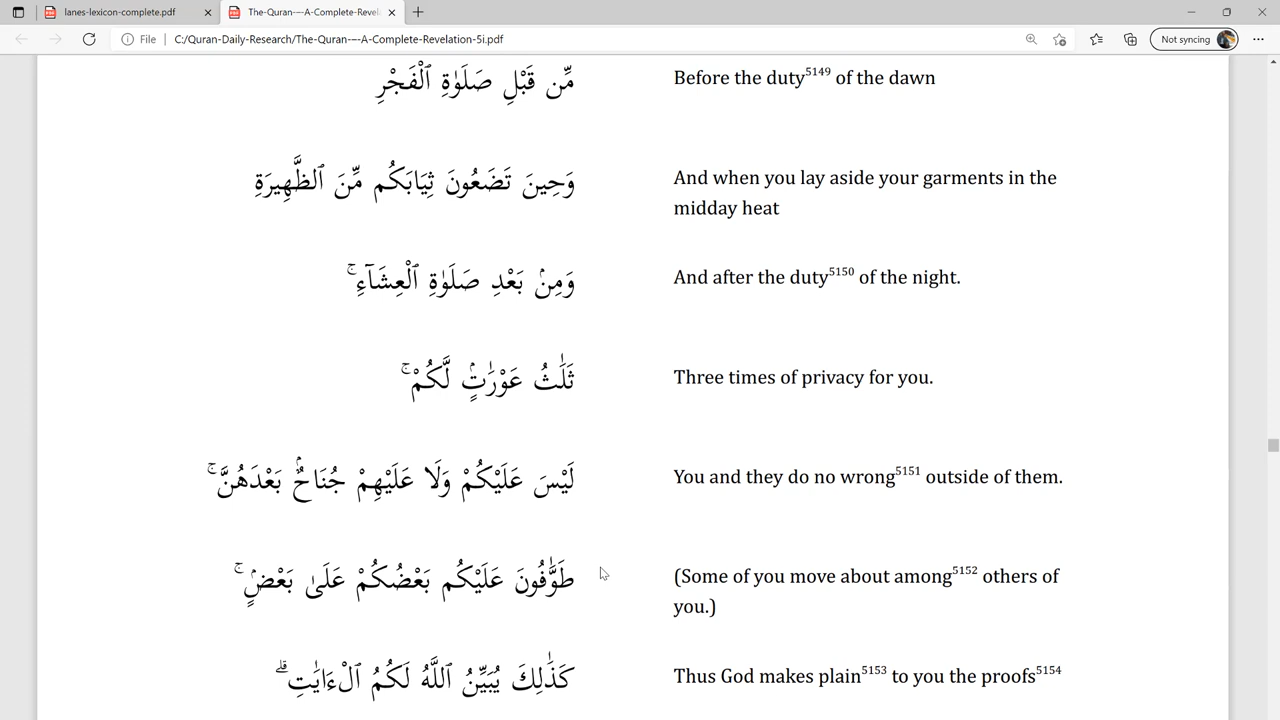 lanes-lexicon-complete.pdf
The-Quran-–-A-Complete-Revela
File C:/Quran-Daily-Research/The-Quran-–-A-Complete-Revelation-5i.pdf
Not syncing
مِّن قَبْلِ صَلَوٰةِ ٱلْفَجْرِ
Before the duty5149 of the dawn
وَحِينَ تَضَعُونَ ثِيَابَكُم مِّنَ ٱلظَّهِيرَةِ
And when you lay aside your garments in the
midday heat
وَمِنۢ بَعْدِ صَلَوٰةِ ٱلْعِشَآءِ ۚ
And after the duty5150 of the night.
ثَلَٰثُ عَوْرَٰتٍۢ لَّكُمْ ۚ
Three times of privacy for you.
لَيْسَ عَلَيْكُمْ وَلَا عَلَيْهِمْ جُنَاحٌۢ بَعْدَهُنَّ ۚ
You and they do no wrong5151 outside of them.
طَوَّٰفُونَ عَلَيْكُم بَعْضُكُمْ عَلَىٰ بَعْضٍۢ ۚ
(Some of you move about among5152 others of
you.)
كَذَٰلِكَ يُبَيِّنُ ٱللَّهُ لَكُمُ ٱلْءَايَٰتِ ۗ
Thus God makes plain5153 to you the proofs5154